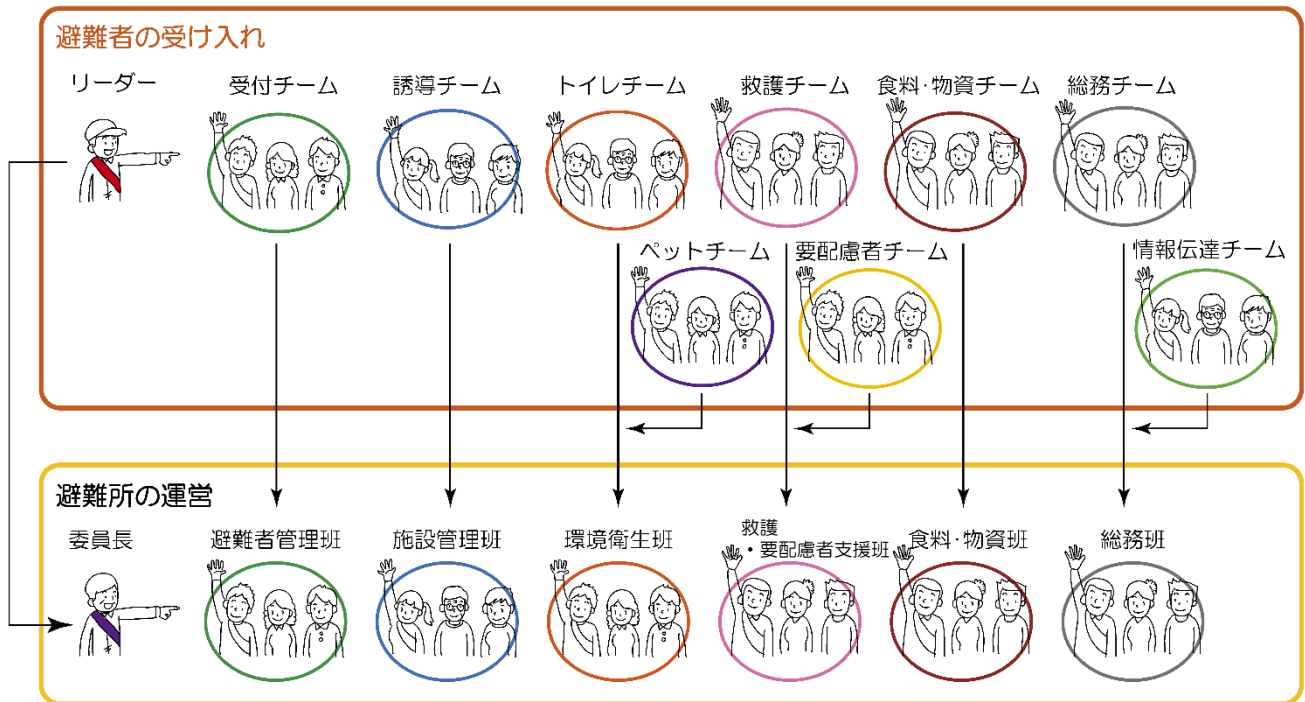 避難者の受け入れ
リーダー
受付チーム
誘導チーム
トイレチーム
救護チーム
食料・物資チーム
総務チーム
ペットチーム
要配慮者チーム
情報伝達チーム
避難所の運営
委員長
避難者管理班
施設管理班
環境衛生班
救護
・要配慮者支援班
食料・物資班
総務班